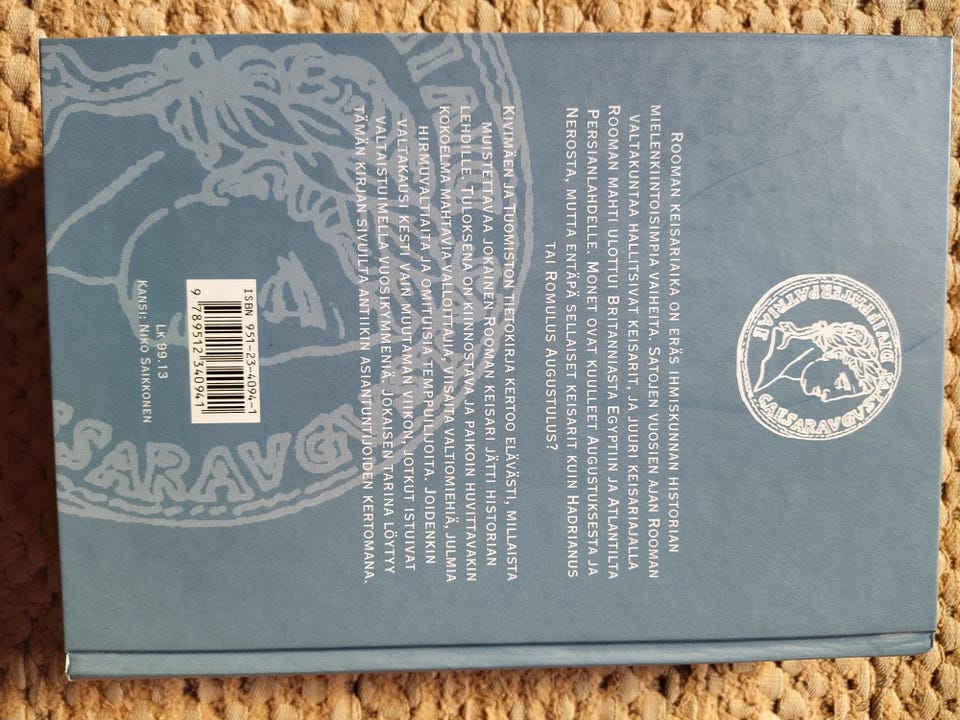 CAESARAVG DIVIFPATERPATRIAE
Rooman keisariaika on eräs ihmiskunnan historian
mielenkiintoisimpia vaiheita. Satojen vuosien ajan Rooman
valtakuntaa hallitsivat keisarit, ja juuri keisariajalla
Rooman mahti ulottui Britanniasta Egyptiin ja Atlantilta
Persianlahdelle. Monet ovat kuulleet Augustuksesta ja
Nerosta, mutta entäpä sellaiset keisarit kuin Hadrianus
tai Romulus Augustulus?
Kivimäen ja Tuomiston tietokirja kertoo elävästi, millaista
muistettavaa jokainen Rooman keisari jätti historian
lehdille. Tuloksena on kiinnostava ja paikoin huvittavakin
kokoelma mahtavia valloittajia, viisaita valtiomiehiä, julmia
hirmuvaltiaita ja omituisia temppuilijoita. Joidenkin
valtakausi kesti vain muutaman viikon, jotkut istuivat
valtaistuimella vuosikymmeniä. Jokaisen tarina löytyy
tämän kirjan sivuilta antiikin asiantuntijoiden kertomana.
ISBN 951-23-4094-1
9 789512 340941
LK 99.13
Kansi: Niko Saikkonen